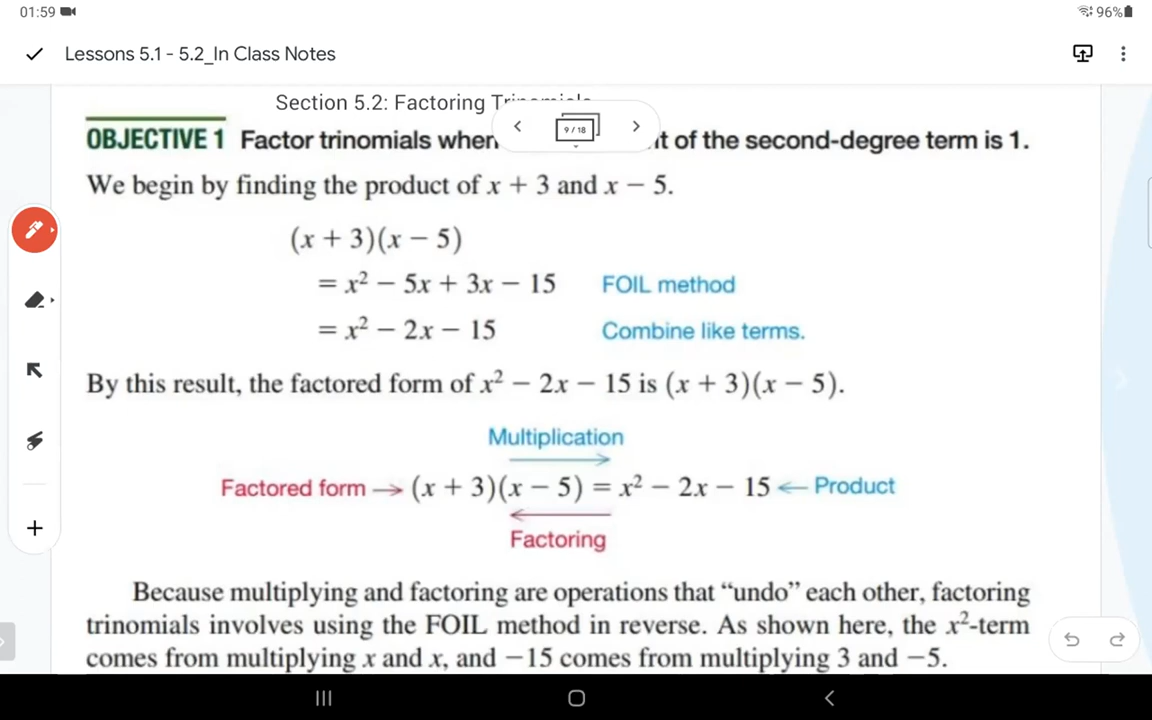 01:59
96%
Lessons 5.1 - 5.2_In Class Notes
Section 5.2: Factoring Trinomials
9 / 18
OBJECTIVE 1 Factor trinomials when of the second-degree term is 1.
We begin by finding the product of x + 3 and x − 5.
(x + 3)(x − 5)
= x² − 5x + 3x − 15 FOIL method
= x² − 2x − 15 Combine like terms.
By this result, the factored form of x² − 2x − 15 is (x + 3)(x − 5).
Multiplication
Factored form → (x + 3)(x − 5) = x² − 2x − 15 ← Product
Factoring
Because multiplying and factoring are operations that “undo” each other, factoring
trinomials involves using the FOIL method in reverse. As shown here, the x²-term
comes from multiplying x and x, and −15 comes from multiplying 3 and −5.